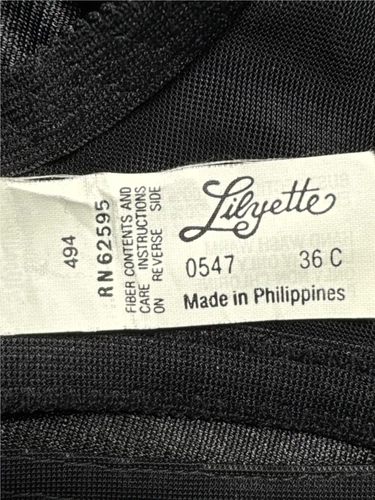 Lilyette
0547 36 C
Made in Philippines
494
RN 62595
FIBER CONTENTS AND
CARE INSTRUCTIONS
ON REVERSE SIDE